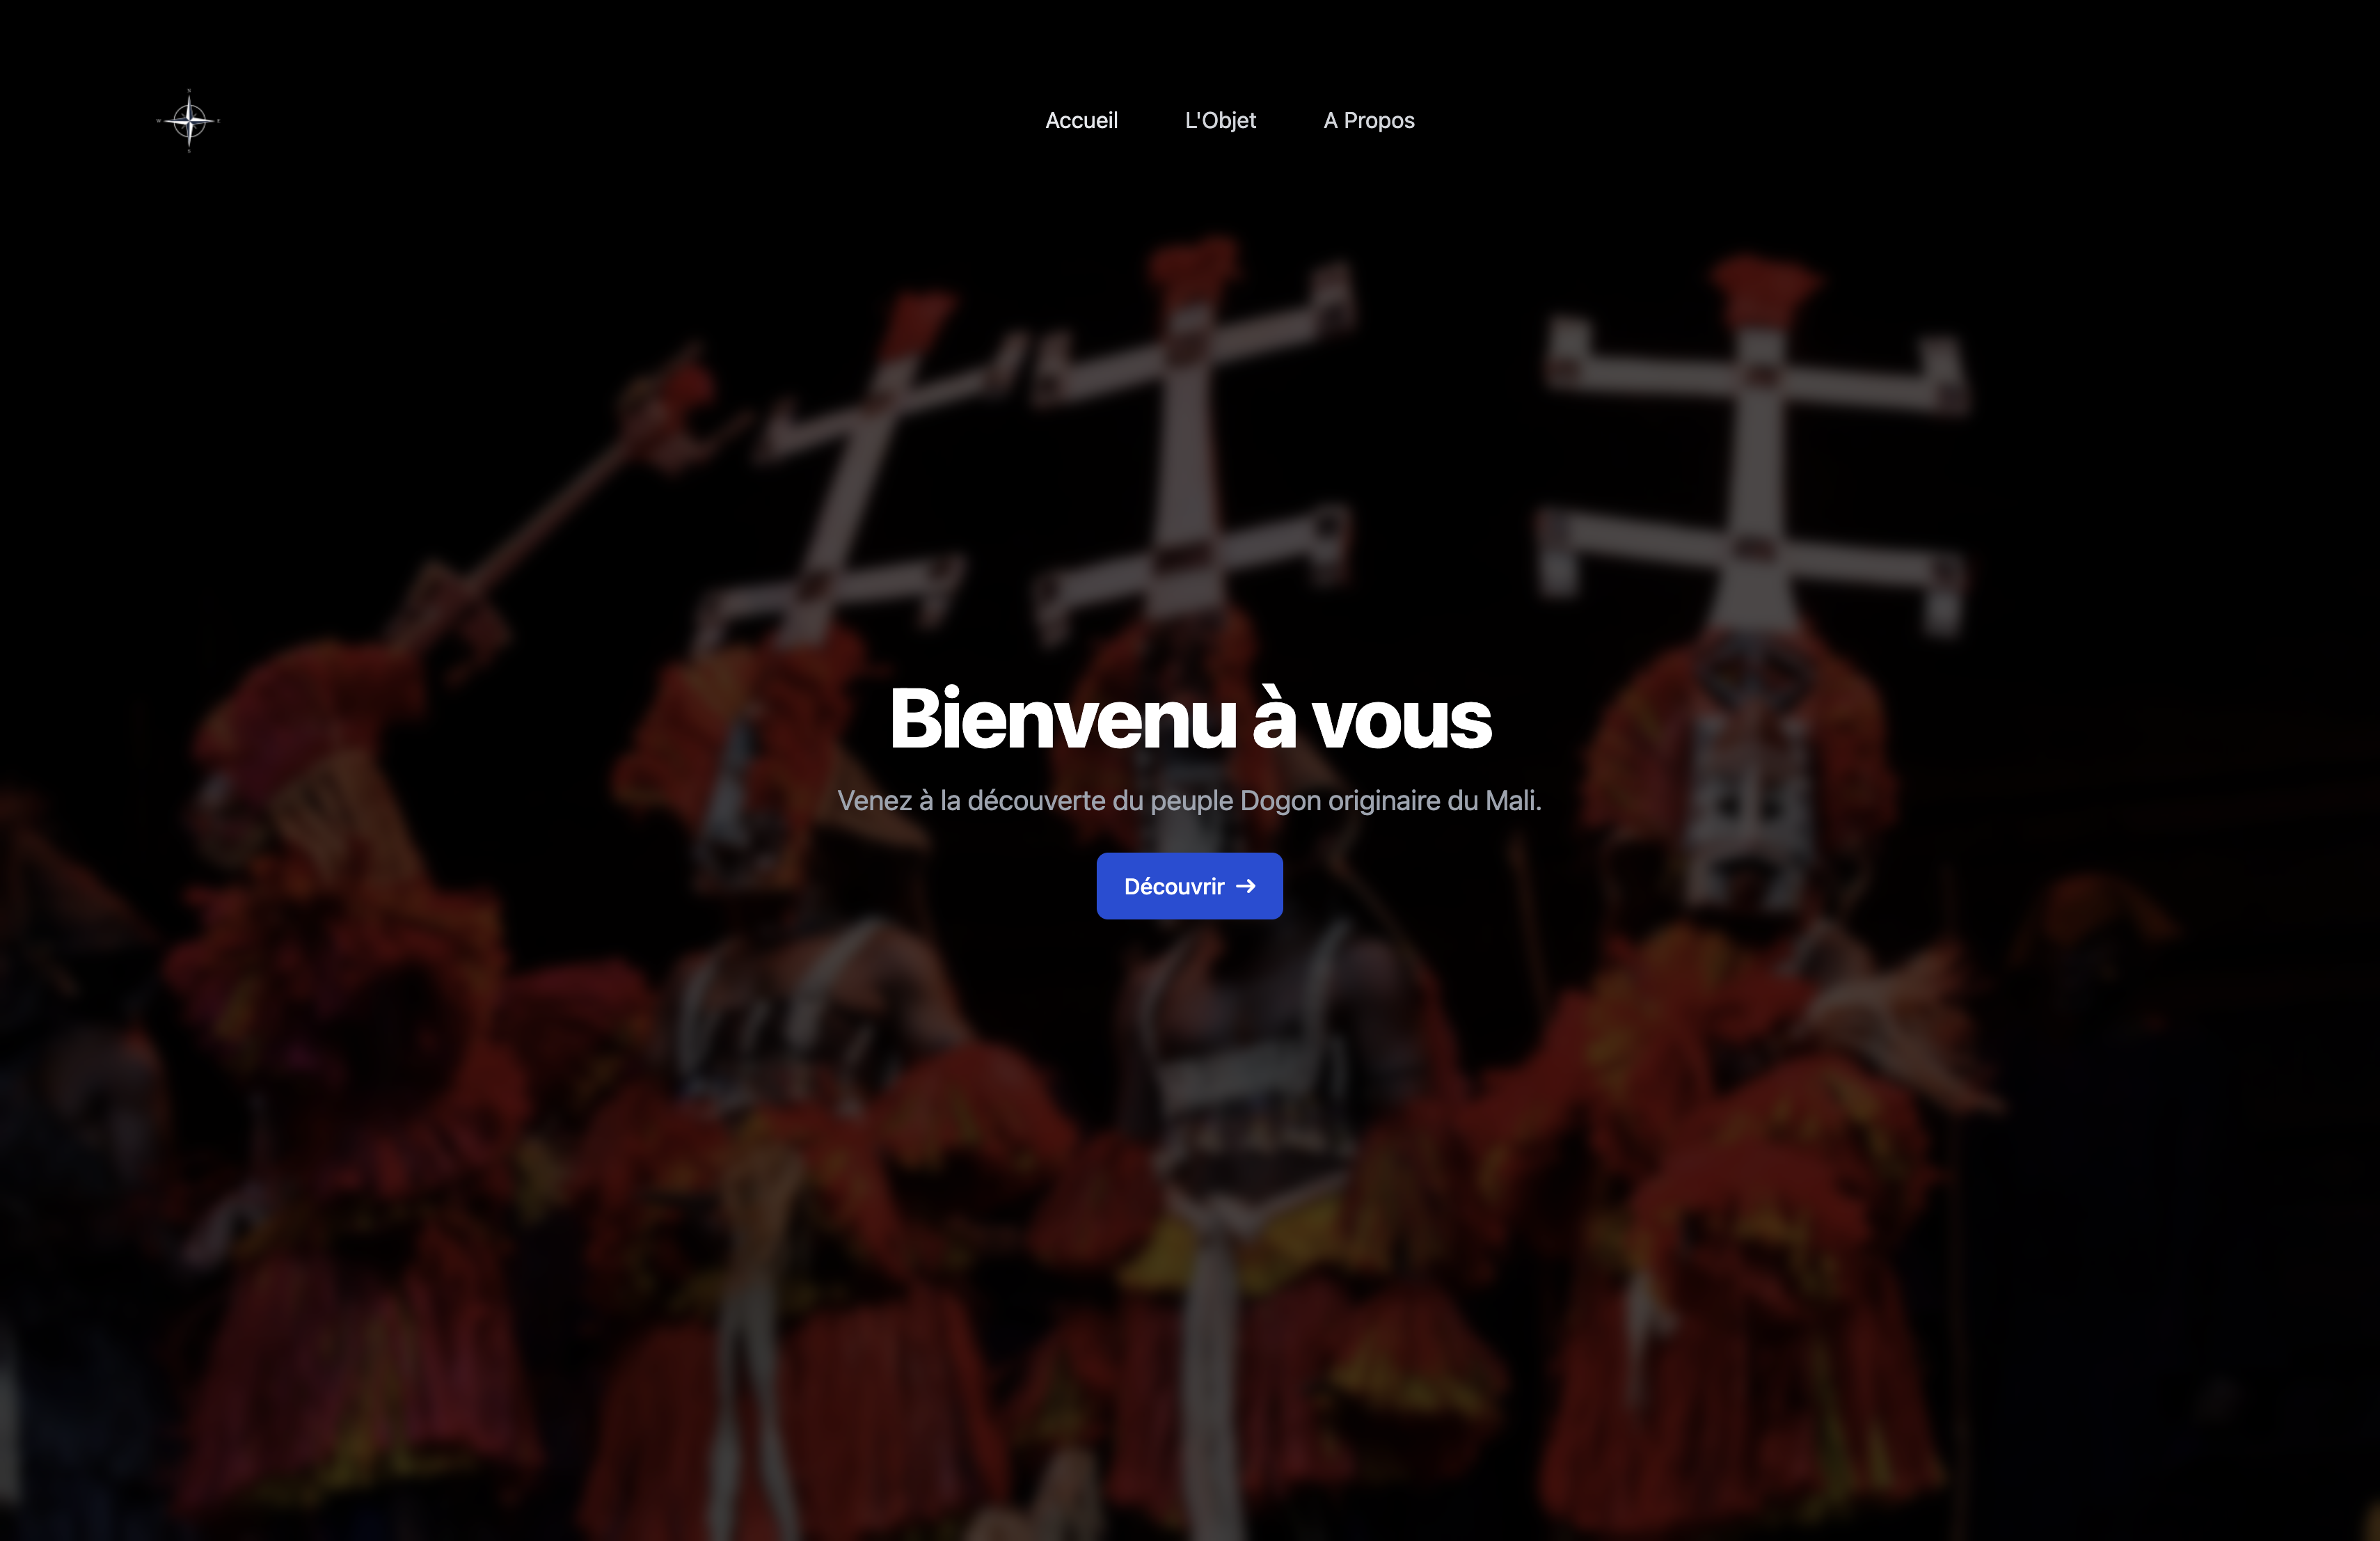 Accueil L'Objet A Propos
Bienvenu à vous
Venez à la découverte du peuple Dogon originaire du Mali.
Découvrir →